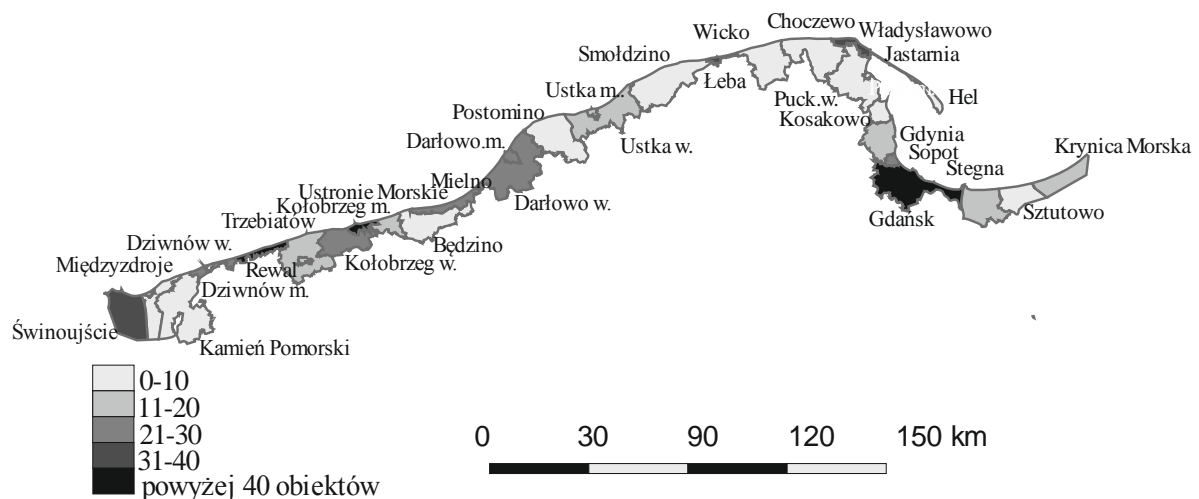 Choczewo
Wicko
Władysławowo
Smołdzino
Jastarnia
Ustka m..
Łeba
Hel
Postomino
Puck.w.
Kosakowo
Darłowo.m.
Ustka w.
Gdynia
Sopot
Krynica Morska
Stegna
Mielno
Ustronie Morskie
Kołobrzeg m.
Darłowo w.
Gdańsk
Sztutowo
Trzebiatów
Będzino
Dziwnów w.
Kołobrzeg w.
Rewal
Międzyzdroje
Dziwnów m.
Świnoujście
Kamień Pomorski
0-10
11-20
21-30
31-40
powyżej 40 obiektów
0 30 90 120 150 km